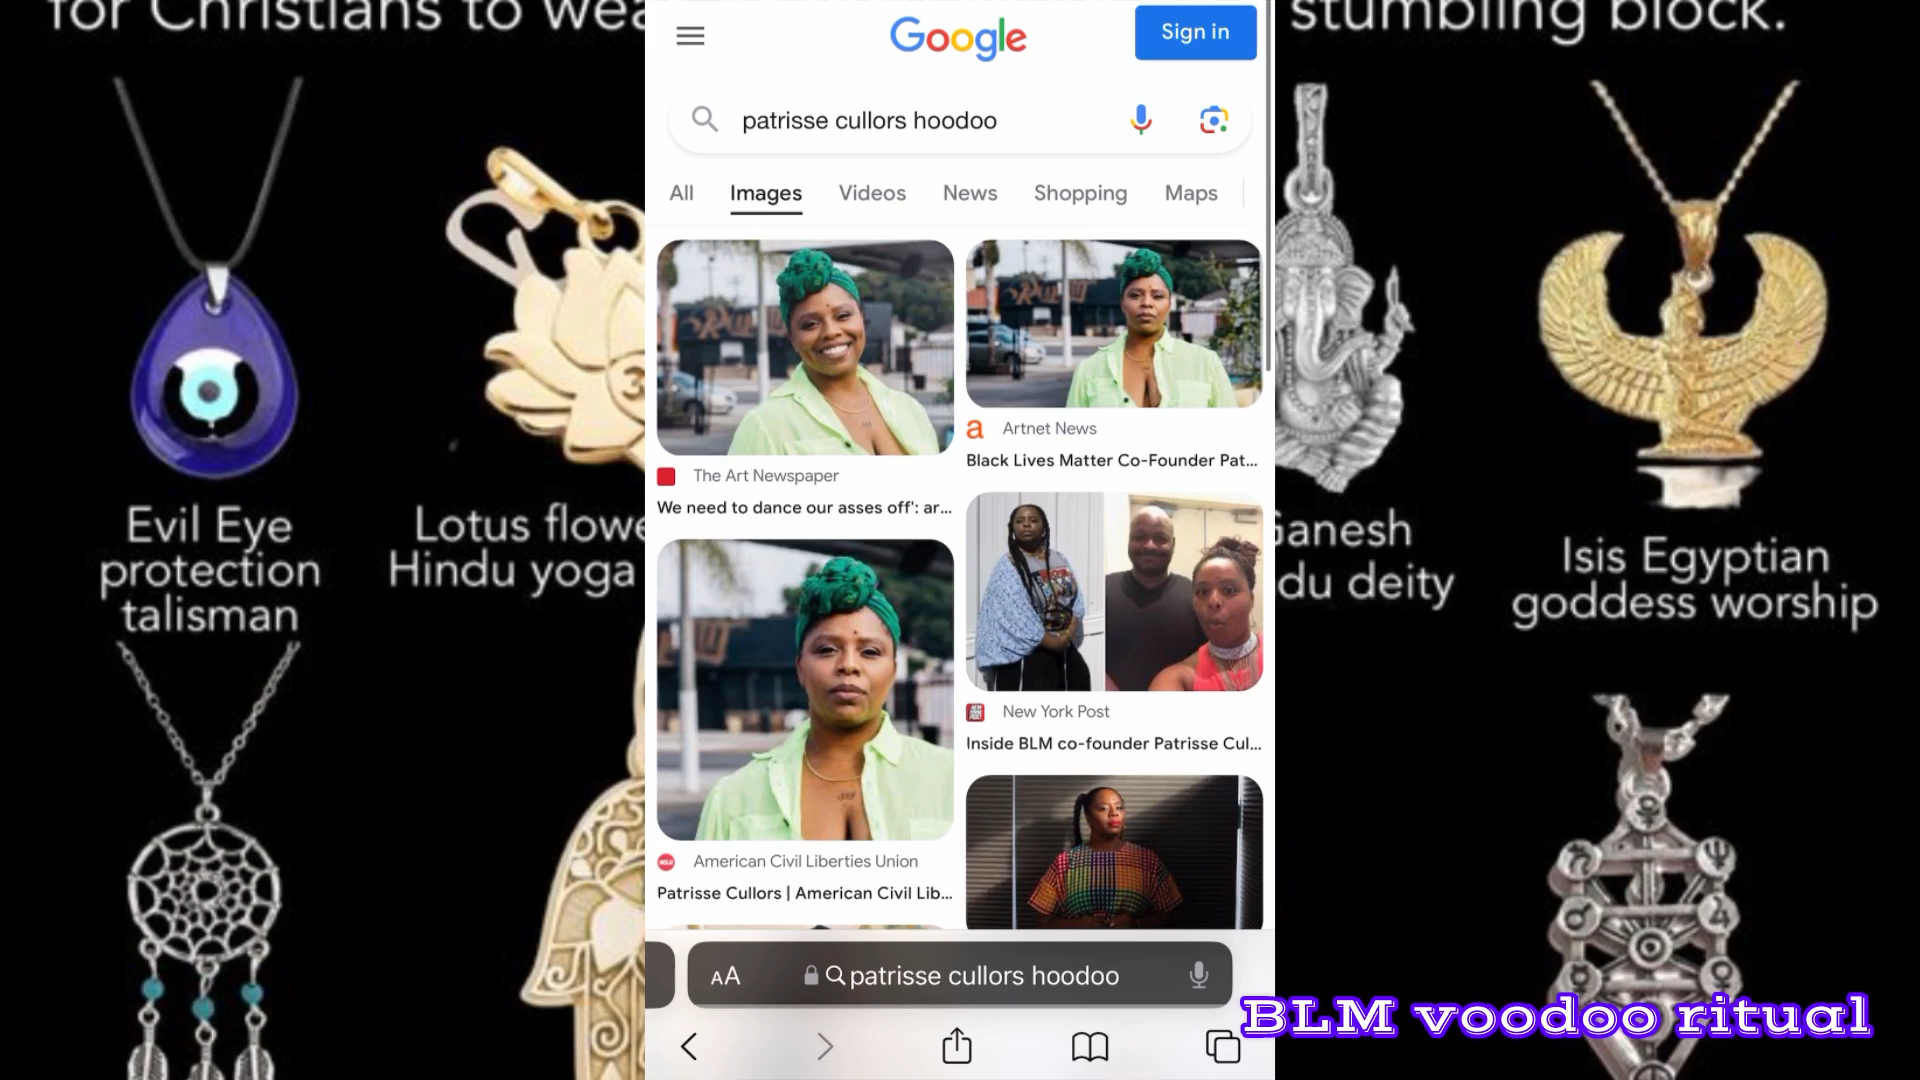 for Christians to wea
stumbling block.
Google
Sign in
patrisse cullors hoodoo
All
Images
Videos
News
Shopping
Maps
The Art Newspaper
We need to dance our asses off': ar...
Artnet News
Black Lives Matter Co-Founder Pat...
New York Post
Inside BLM co-founder Patrisse Cul...
American Civil Liberties Union
Patrisse Cullors | American Civil Lib...
Evil Eye
protection
talisman
Lotus flowe
Hindu yoga
Ganesh
du deity
Isis Egyptian
goddess worship
AA
patrisse cullors hoodoo
BLM voodoo ritual